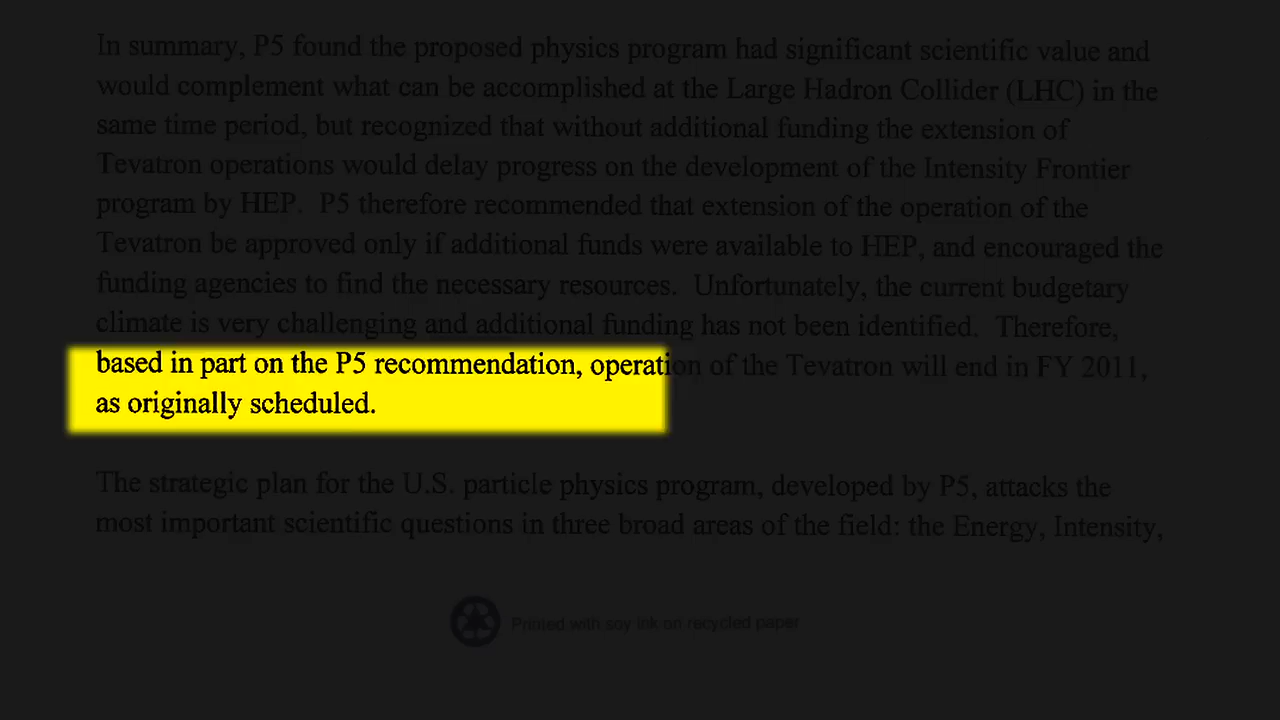 In summary, P5 found the proposed physics program had significant scientific value and
would complement what can be accomplished at the Large Hadron Collider (LHC) in the
same time period, but recognized that without additional funding the extension of
Tevatron operations would delay progress on the development of the Intensity Frontier
program by HEP.  P5 therefore recommended that extension of the operation of the
Tevatron be approved only if additional funds were available to HEP, and encouraged the
funding agencies to find the necessary resources.  Unfortunately, the current budgetary
climate is very challenging and additional funding has not been identified.  Therefore,
based in part on the P5 recommendation, operation of the Tevatron will end in FY 2011,
as originally scheduled.
The strategic plan for the U.S. particle physics program, developed by P5, attacks the
most important scientific questions in three broad areas of the field: the Energy, Intensity,
Printed with soy ink on recycled paper